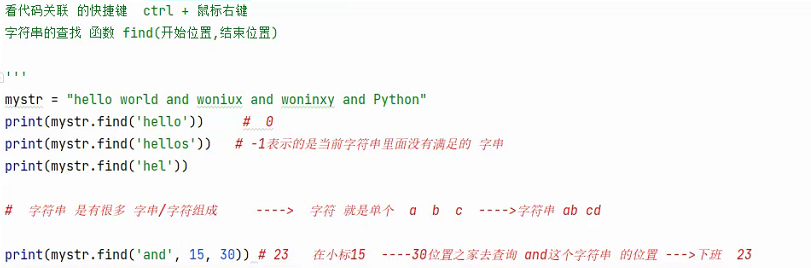 看代码关联 的快捷键  ctrl + 鼠标右键
字符串的查找 函数 find(开始位置,结束位置)
'''
mystr = "hello world and woniux and woninxy and Python"
print(mystr.find('hello'))     #  0
print(mystr.find('hellos'))   # -1表示的是当前字符串里面没有满足的 字串
print(mystr.find('hel'))
#  字符串 是有很多 字串/字符组成     ---->  字符 就是单个  a  b  c  ---->字符串 ab cd
print(mystr.find('and', 15, 30)) # 23   在小标15  ----30位置之家去查询 and这个字符串 的位置 --->下班  23